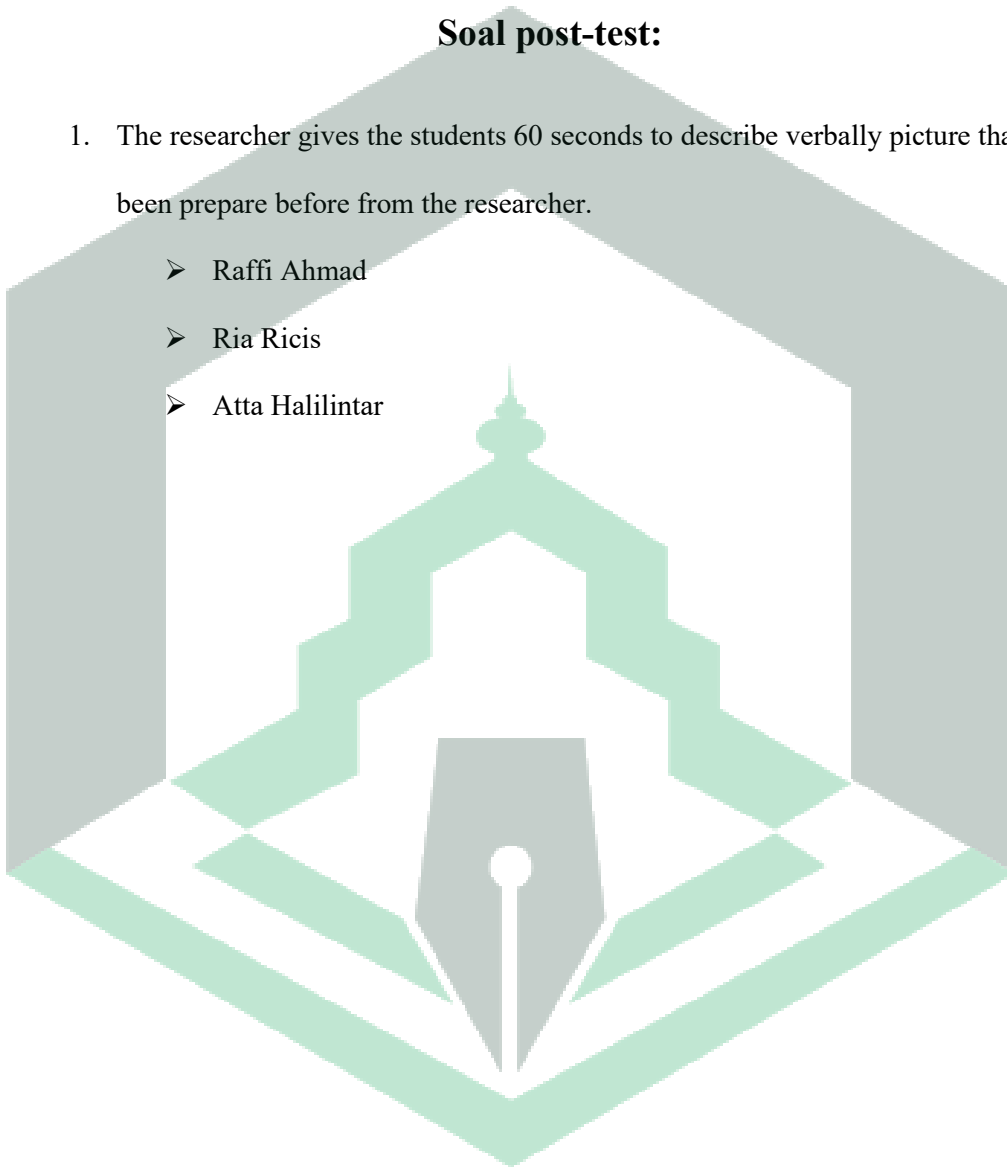 Soal post-test:
1. The researcher gives the students 60 seconds to describe verbally picture
been prepare before from the researcher.
➢ Raffi Ahmad
➢ Ria Ricis
➢ Atta Halilintar